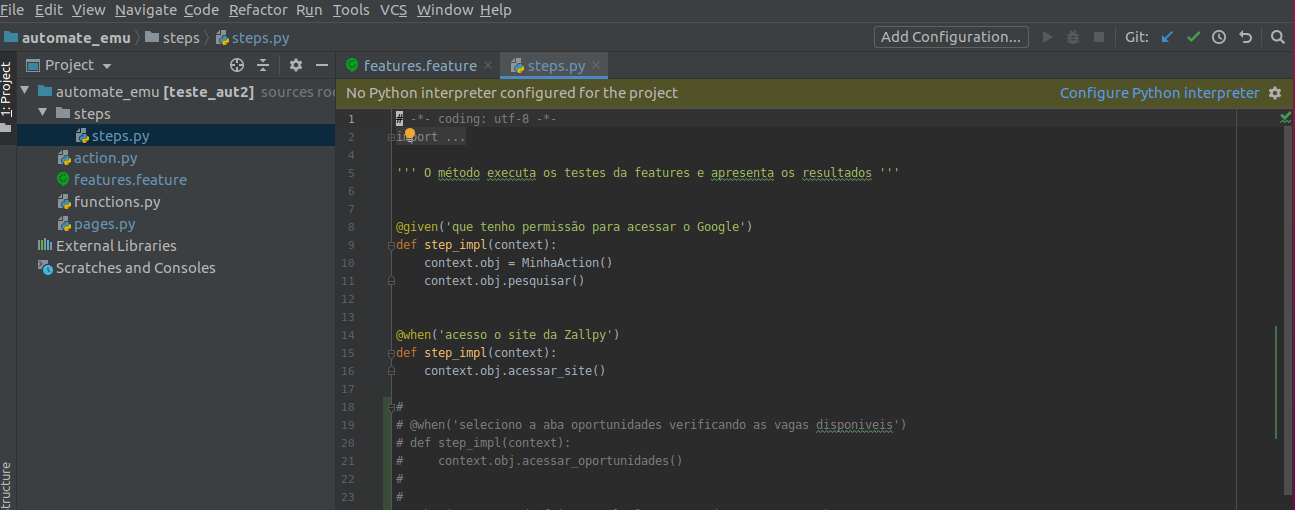 File Edit View Navigate Code Refactor Run Tools VCS Window Help
automate_emu steps steps.py Add Configuration... Git:
1: Project
Project
features.feature steps.py
automate_emu [teste_aut2] sources roo
No Python interpreter configured for the project Configure Python interpreter
steps
steps.py
action.py
features.feature
functions.py
pages.py
External Libraries
Scratches and Consoles
tructure
1 # -*- coding: utf-8 -*-
2 import ...
4
5 ''' O método executa os testes da features e apresenta os resultados '''
6
7
8 @given('que tenho permissão para acessar o Google')
9 def step_impl(context):
10 context.obj = MinhaAction()
11 context.obj.pesquisar()
12
13
14 @when('acesso o site da Zallpy')
15 def step_impl(context):
16 context.obj.acessar_site()
17
18 #
19 # @when('seleciono a aba oportunidades verificando as vagas disponiveis')
20 # def step_impl(context):
21 # context.obj.acessar_oportunidades()
22 #
23 #